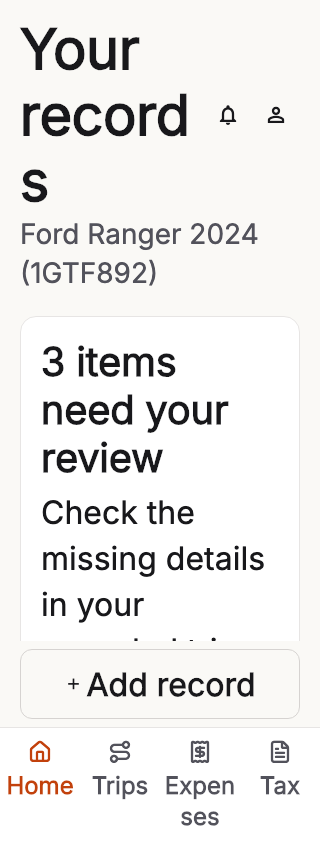 Your
record
s
Ford Ranger 2024
(1GTF892)
3 items
need your
review
Check the
missing details
in your
+ Add record
Home
Trips
Expen
ses
Tax